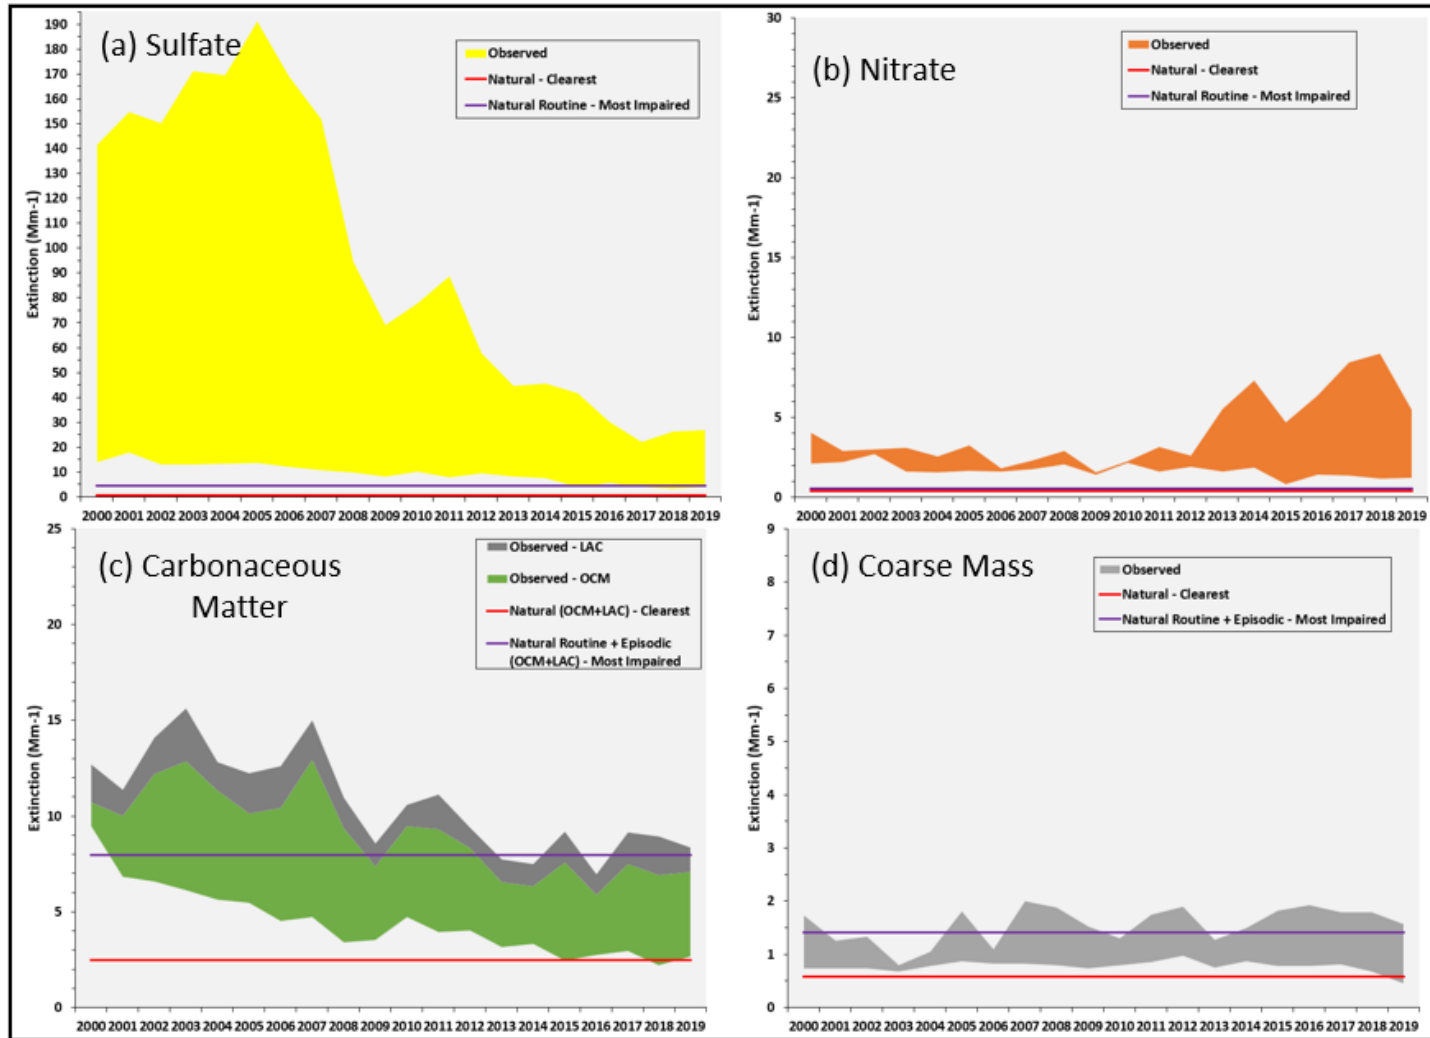 (a) Sulfate
Observed
Natural - Clearest
Natural Routine - Most Impaired
Extinction (Mm-1)
190
180
170
160
150
140
130
120
110
100
90
80
70
60
50
40
30
20
10
0
2000 2001 2002 2003 2004 2005 2006 2007 2008 2009 2010 2011 2012 2013 2014 2015 2016 2017 2018 2019
(b) Nitrate
Observed
Natural - Clearest
Natural Routine - Most Impaired
Extinction (Mm-1)
30
25
20
15
10
5
0
2000 2001 2002 2003 2004 2005 2006 2007 2008 2009 2010 2011 2012 2013 2014 2015 2016 2017 2018 2019
(c) Carbonaceous
Matter
Observed - LAC
Observed - OCM
Natural (OCM+LAC) - Clearest
Natural Routine + Episodic
(OCM+LAC) - Most Impaired
Extinction (Mm-1)
25
20
15
10
5
0
2000 2001 2002 2003 2004 2005 2006 2007 2008 2009 2010 2011 2012 2013 2014 2015 2016 2017 2018 2019
(d) Coarse Mass
Observed
Natural - Clearest
Natural Routine + Episodic - Most Impaired
Extinction (Mm-1)
9
8
7
6
5
4
3
2
1
0
2000 2001 2002 2003 2004 2005 2006 2007 2008 2009 2010 2011 2012 2013 2014 2015 2016 2017 2018 2019